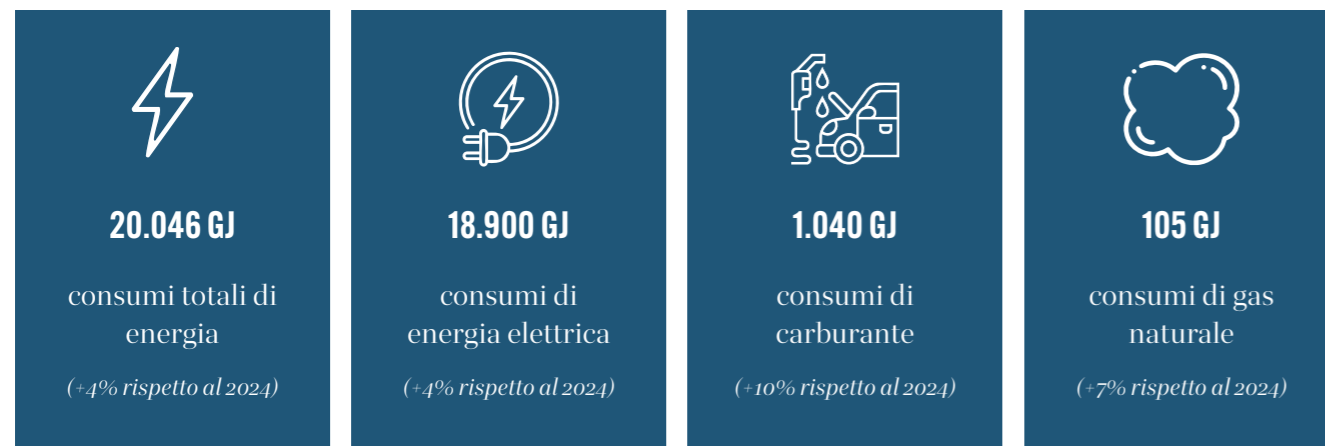 20.046 GJ
consumi totali di
energia
(+4% rispetto al 2024)
18.900 GJ
consumi di
energia elettrica
(+4% rispetto al 2024)
1.040 GJ
consumi di
carburante
(+10% rispetto al 2024)
105 GJ
consumi di gas
naturale
(+7% rispetto al 2024)